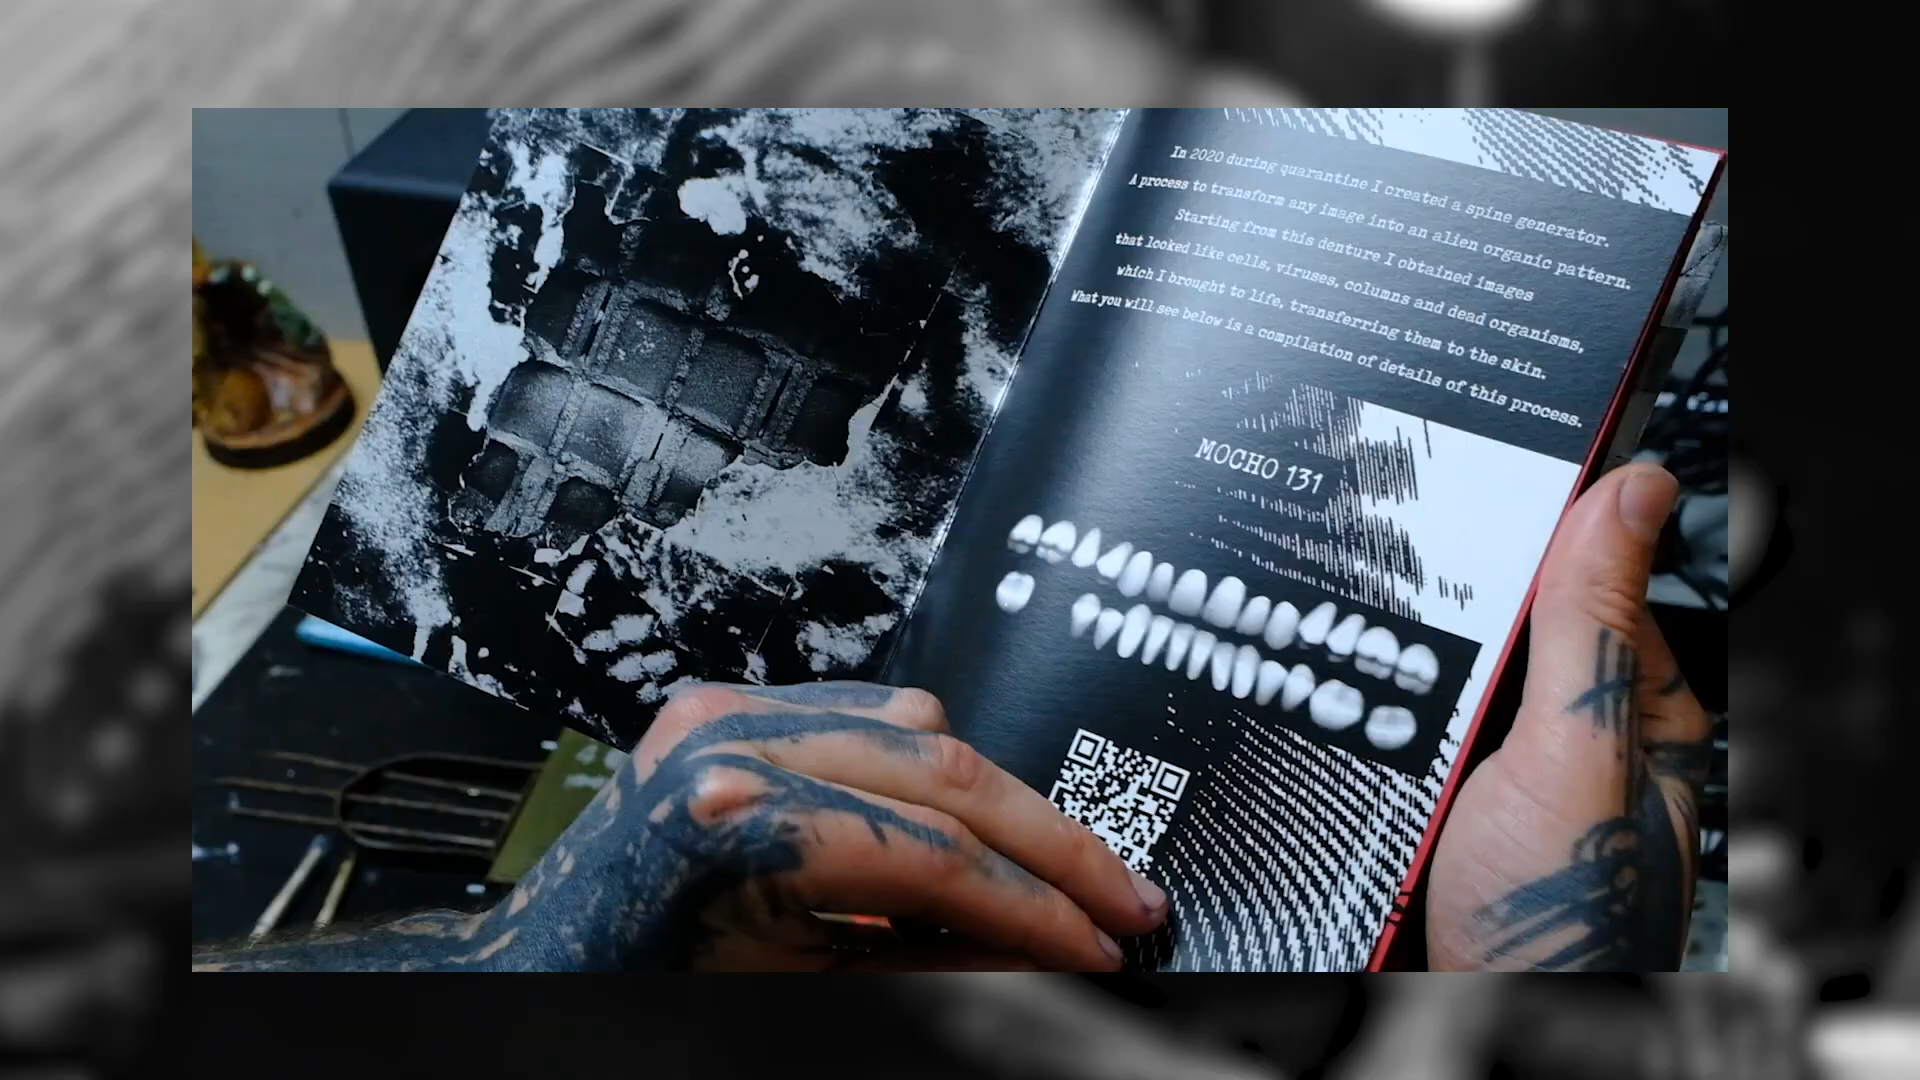 In 2020 during quarantine I created a spine generator.
A process to transform any image into an alien organic pattern.
Starting from this denture I obtained images
that looked like cells, viruses, columns and dead organisms,
which I brought to life, transferring them to the skin.
What you will see below is a compilation of details of this process.
MOCHO 131